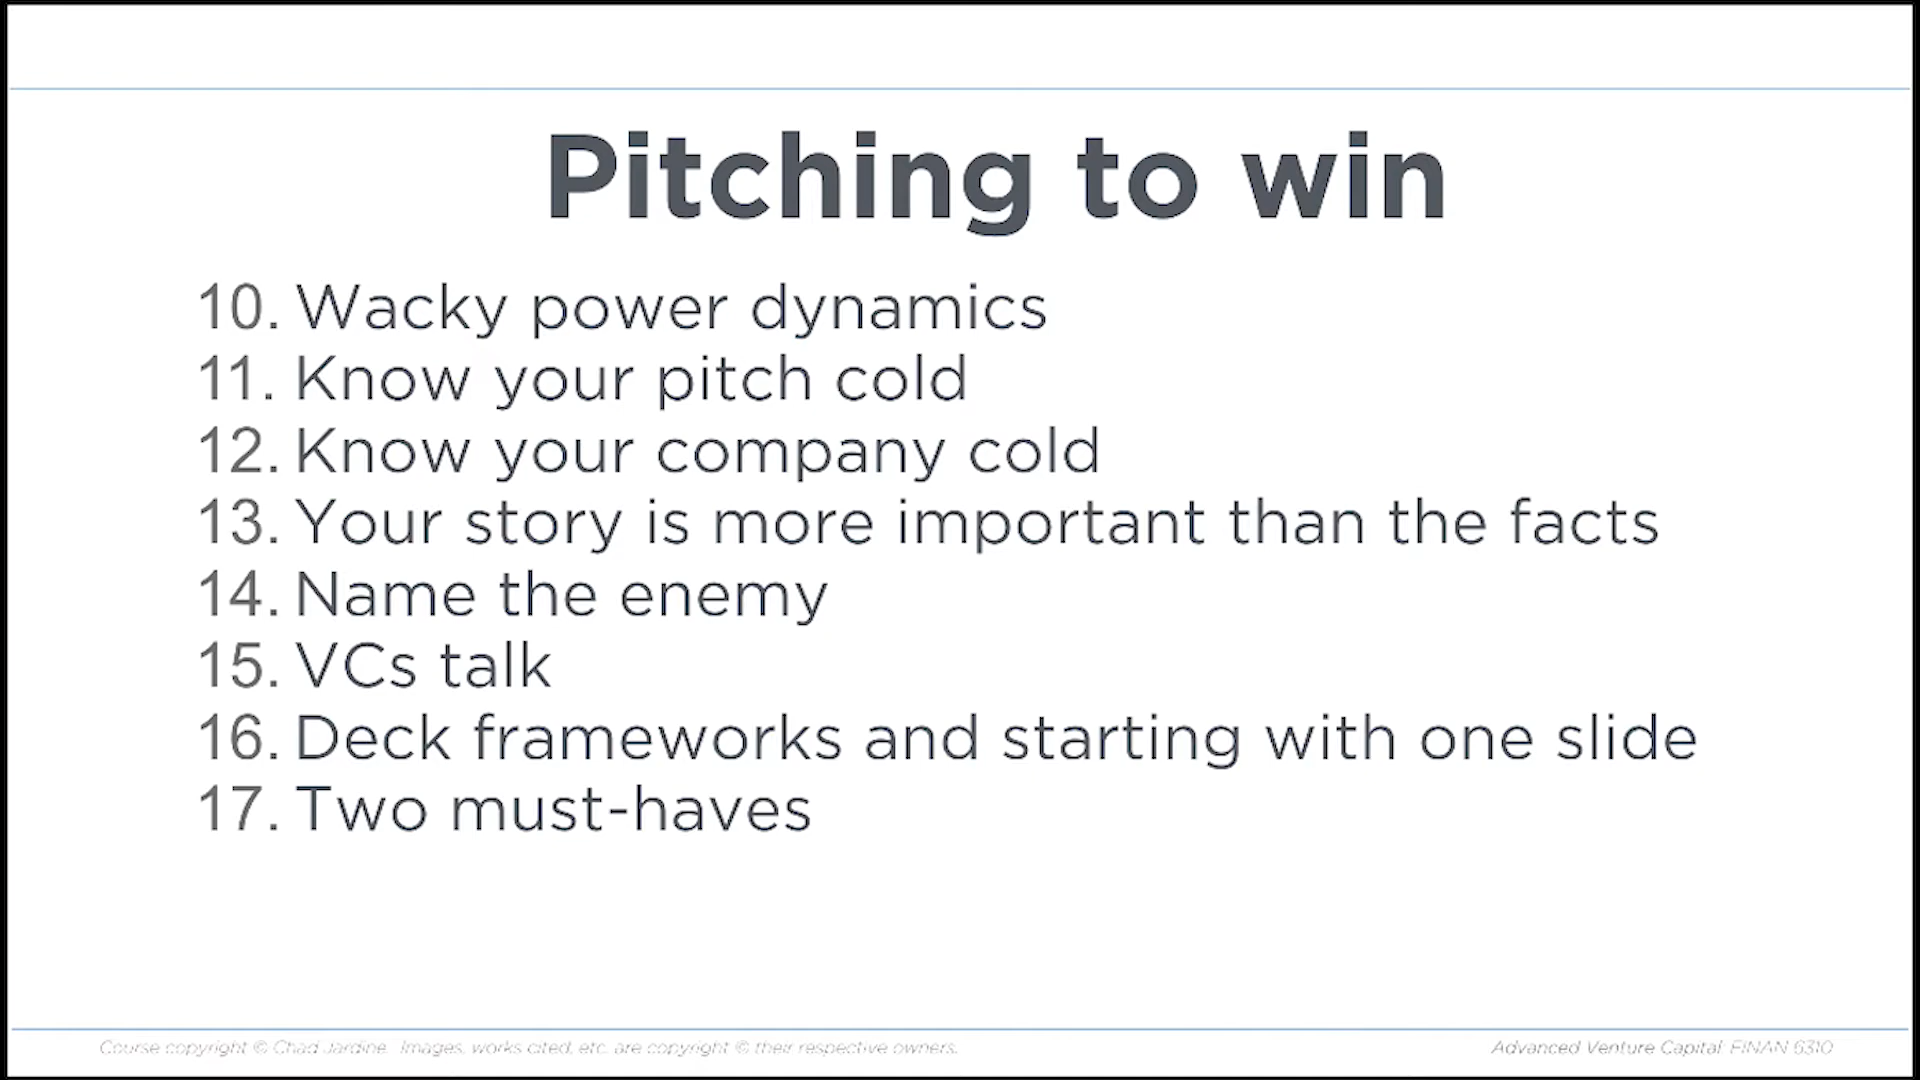 Pitching to win
10. Wacky power dynamics
11. Know your pitch cold
12. Know your company cold
13. Your story is more important than the facts
14. Name the enemy
15. VCs talk
16. Deck frameworks and starting with one slide
17. Two must-haves
Course copyright © Chad Jardine. Images, works cited, etc. are copyright © their respective owners.
Advanced Venture Capital: FINAN 6310